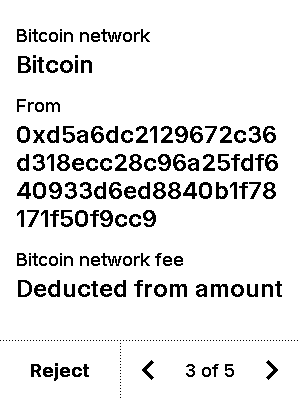 Bitcoin network
Bitcoin
From
0xd5a6dc2129672c36
d318ecc28c96a25fdf6
40933d6ed8840b1f78
171f50f9cc9
Bitcoin network fee
Deducted from amount
Reject
3 of 5